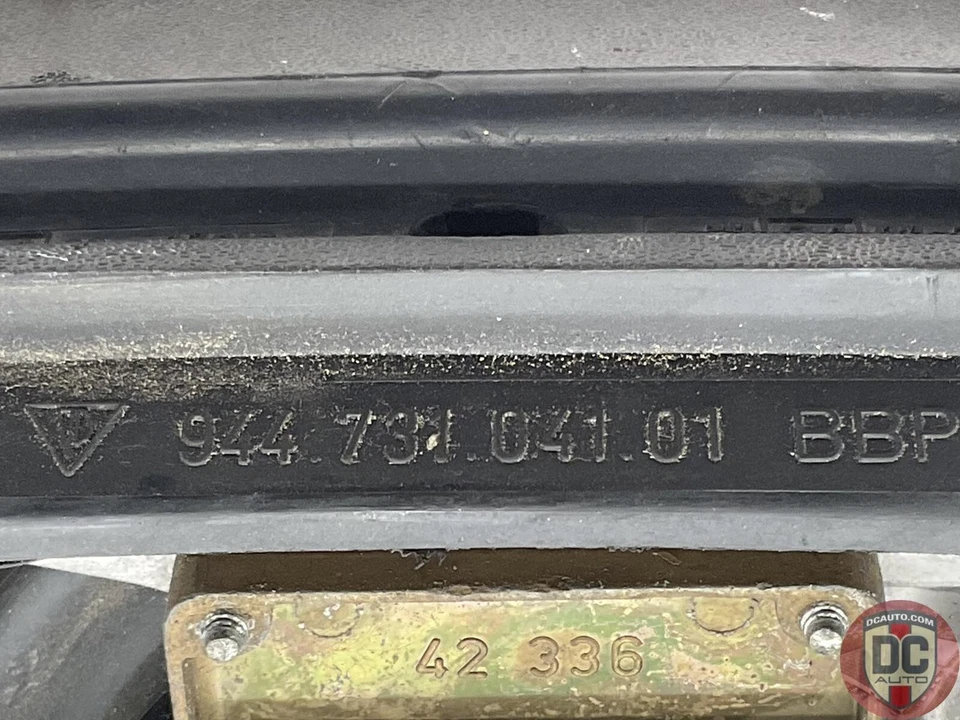 944.731.041.01 BBP
42 336
DCAUTO.COM
DC
AUTO